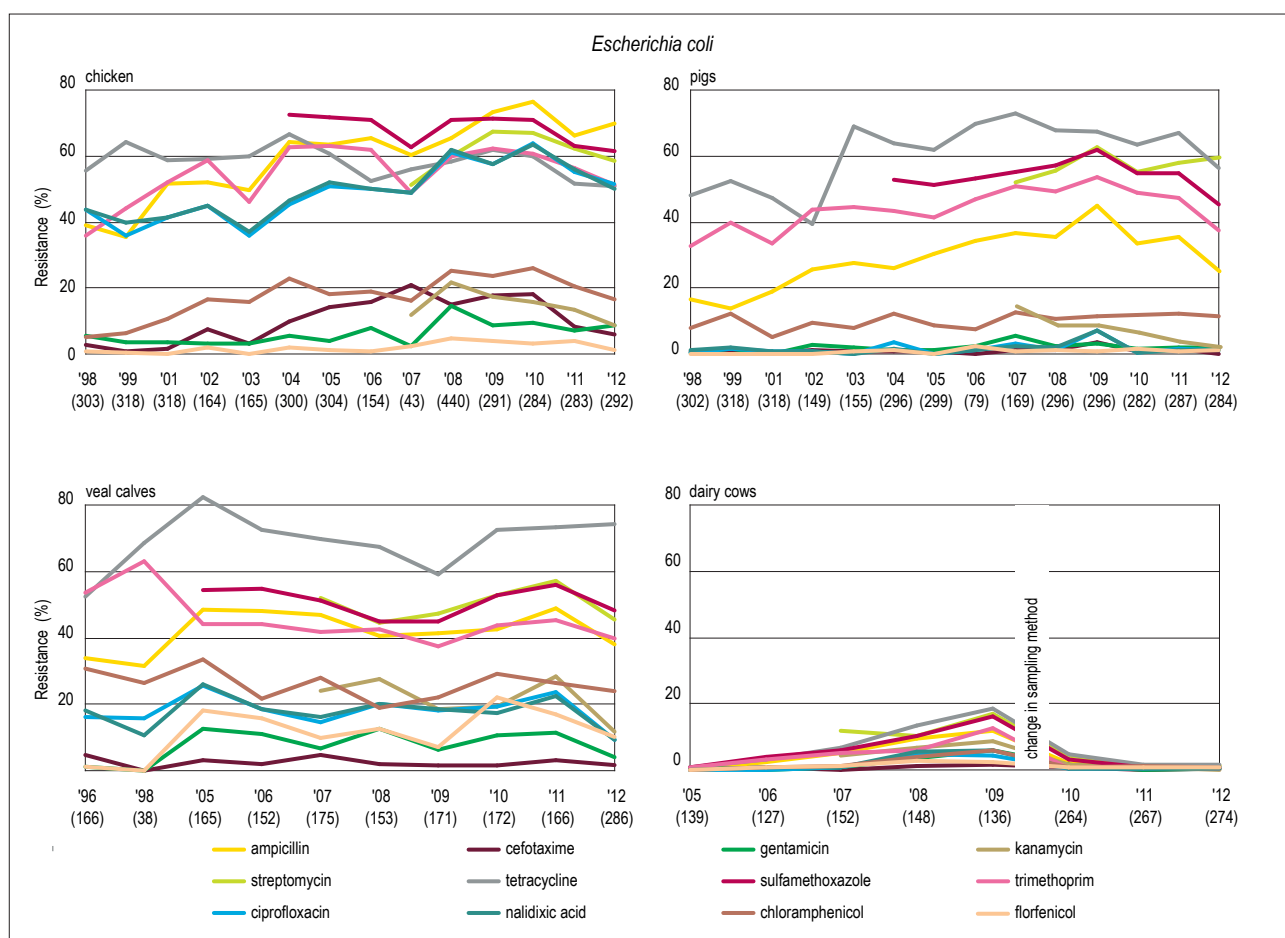 Escherichia coli
chicken
pigs
80
60
40
20
0
Resistance (%)
'98 '99 '01 '02 '03 '04 '05 '06 '07 '08 '09 '10 '11 '12
(303) (318) (318) (164) (165) (300) (304) (154) (43) (440) (291) (284) (283) (292)
80
60
40
20
0
'98 '99 '01 '02 '03 '04 '05 '06 '07 '08 '09 '10 '11 '12
(302) (318) (318) (149) (155) (296) (299) (79) (169) (296) (296) (282) (287) (284)
veal calves
dairy cows
80
60
40
20
Resistance (%)
'96 '98 '05 '06 '07 '08 '09 '10 '11 '12
(166) (38) (165) (152) (175) (153) (171) (172) (166) (286)
80
60
40
20
0
change in sampling method
'05 '06 '07 '08 '09 '10 '11 '12
(139) (127) (152) (148) (136) (264) (267) (274)
ampicillin cefotaxime gentamicin kanamycin
streptomycin tetracycline sulfamethoxazole trimethoprim
ciprofloxacin nalidixic acid chloramphenicol florfenicol